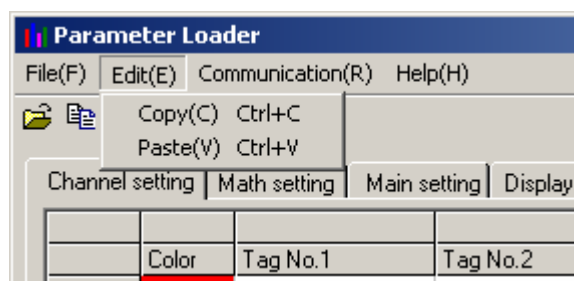 Parameter Loader
File(F) Edit(E) Communication(R) Help(H)
Copy(C) Ctrl+C
Paste(V) Ctrl+V
Channel setting Math setting Main setting Display
Color Tag No.1 Tag No.2